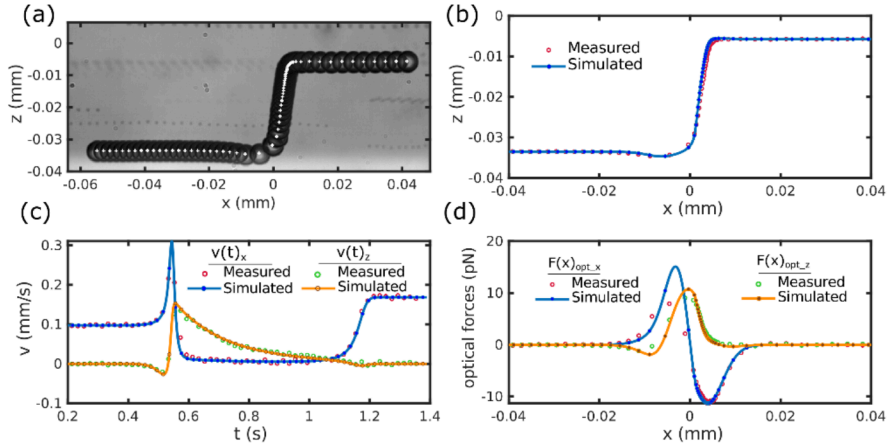 (a)
0
-0.01
-0.02
-0.03
-0.04
z (mm)
-0.06 -0.04 -0.02 0 0.02 0.04
x (mm)
(b)
0
-0.01
-0.02
-0.03
-0.04
z (mm)
Measured
Simulated
-0.04 -0.02 0 0.02 0.04
x (mm)
(c)
0.3
0.2
0.1
0
-0.1
v (mm/s)
v(t)x v(t)z
Measured Measured
Simulated Simulated
0.2 0.4 0.6 0.8 1 1.2 1.4
t (s)
(d)
20
10
0
-10
optical forces (pN)
F(x)opt_x F(x)opt_z
Measured Measured
Simulated Simulated
-0.04 -0.02 0 0.02 0.04
x (mm)